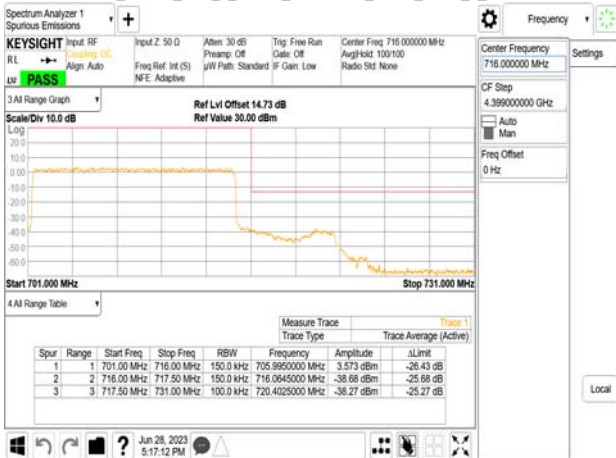 Spectrum Analyzer 1
Spurious Emissions
Frequency
KEYSIGHT Input: RF
RL Coupling: DC
Align: Auto
LV PASS
Input Z: 50 Ω
Freq Ref: Int (S)
NFE: Adaptive
Atten: 30 dB
Preamp: Off
µW Path: Standard
Trig: Free Run
Gate: Off
IF Gain: Low
Center Freq: 716.000000 MHz
Avg|Hold: 100/100
Radio Std: None
Center Frequency
716.000000 MHz
Settings
CF Step
4.399000000 GHz
Auto
Man
Freq Offset
0 Hz
Local
3 All Range Graph
Scale/Div 10.0 dB
Ref Lvl Offset 14.73 dB
Ref Value 30.00 dBm
Log
20.0
10.0
0.00
-10.0
-20.0
-30.0
-40.0
-50.0
-60.0
Start 701.000 MHz Stop 731.000 MHz
4 All Range Table
Measure Trace Trace 1
Trace Type Trace Average (Active)
Spur Range Start Freq Stop Freq RBW Frequency Amplitude ΔLimit
1 1 701.00 MHz 716.00 MHz 150.0 kHz 705.9950000 MHz 3.573 dBm -26.43 dB
2 2 716.00 MHz 717.50 MHz 150.0 kHz 716.0645000 MHz -38.68 dBm -25.68 dB
3 3 717.50 MHz 731.00 MHz 100.0 kHz 720.4025000 MHz -38.27 dBm -25.27 dB
Jun 28, 2023
5:17:12 PM